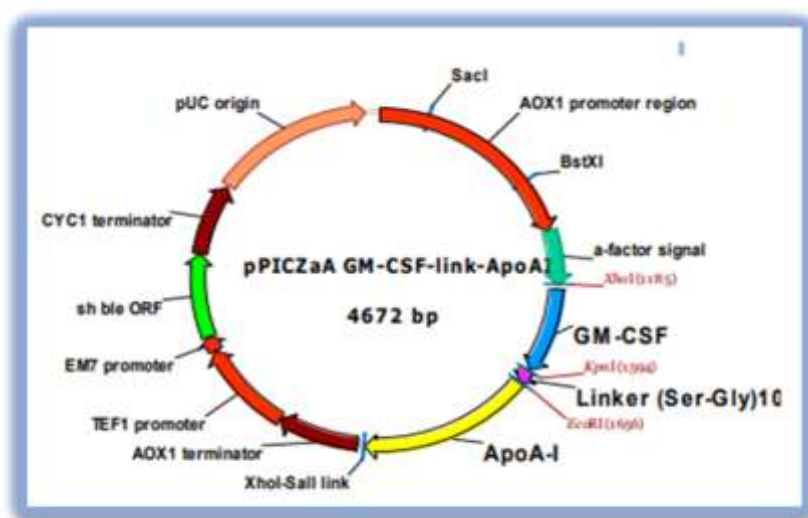 SacI
pUC origin
AOX1 promoter region
BstXI
CYC1 terminator
a-factor signal
pPICZaA GM-CSF-link-ApoAI
XhoI(1185)
4672 bp
sh ble ORF
GM-CSF
EM7 promoter
KpnI(1594)
Linker (Ser-Gly)10
TEF1 promoter
EcoRI(1656)
ApoA-I
AOX1 terminator
XhoI-SalI link